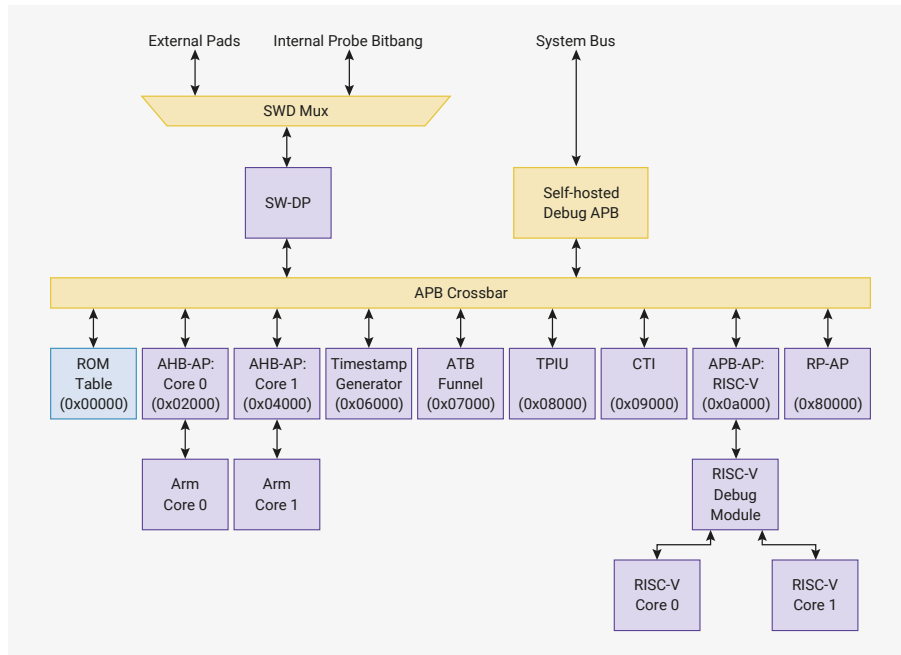 External Pads
Internal Probe Bitbang
System Bus
SWD Mux
SW-DP
Self-hosted
Debug APB
APB Crossbar
ROM
Table
(0x00000)
AHB-AP:
Core 0
(0x02000)
AHB-AP:
Core 1
(0x04000)
Timestamp
Generator
(0x06000)
ATB
Funnel
(0x07000)
TPIU
(0x08000)
CTI
(0x09000)
APB-AP:
RISC-V
(0x0a000)
RP-AP
(0x80000)
Arm
Core 0
Arm
Core 1
RISC-V
Debug
Module
RISC-V
Core 0
RISC-V
Core 1